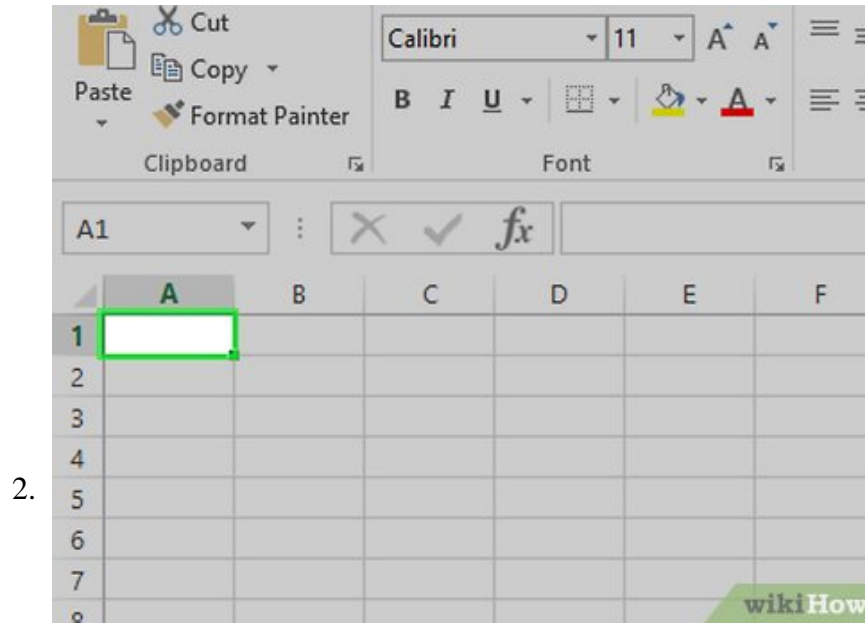 Cut
Calibri 11 A A
Copy
Paste
B I U A
Format Painter
Clipboard Font
A1 fx
A B C D E F
1
2
3
4
2.
5
6
7
8
wikiHow